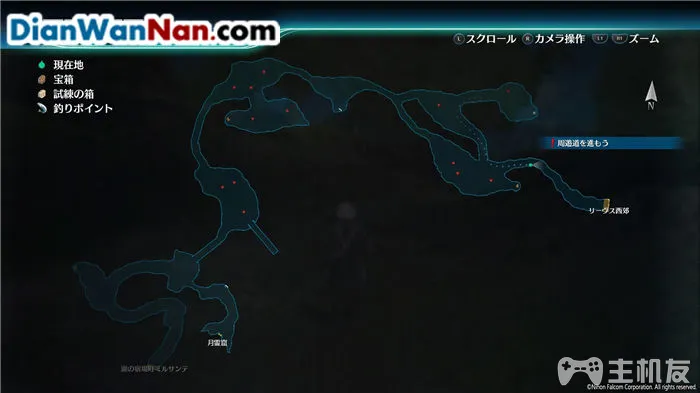 DianWanNan.com
L スクロール R カメラ操作 L1 R1 ズーム
現在地
宝箱
試練の箱
釣りポイント
N
周遊道を進もう
リーヴス西郊
月霊窟
湖の宿場町ミルサンテ
主机友
©Nihon Falcom Corporation. All rights reserved.